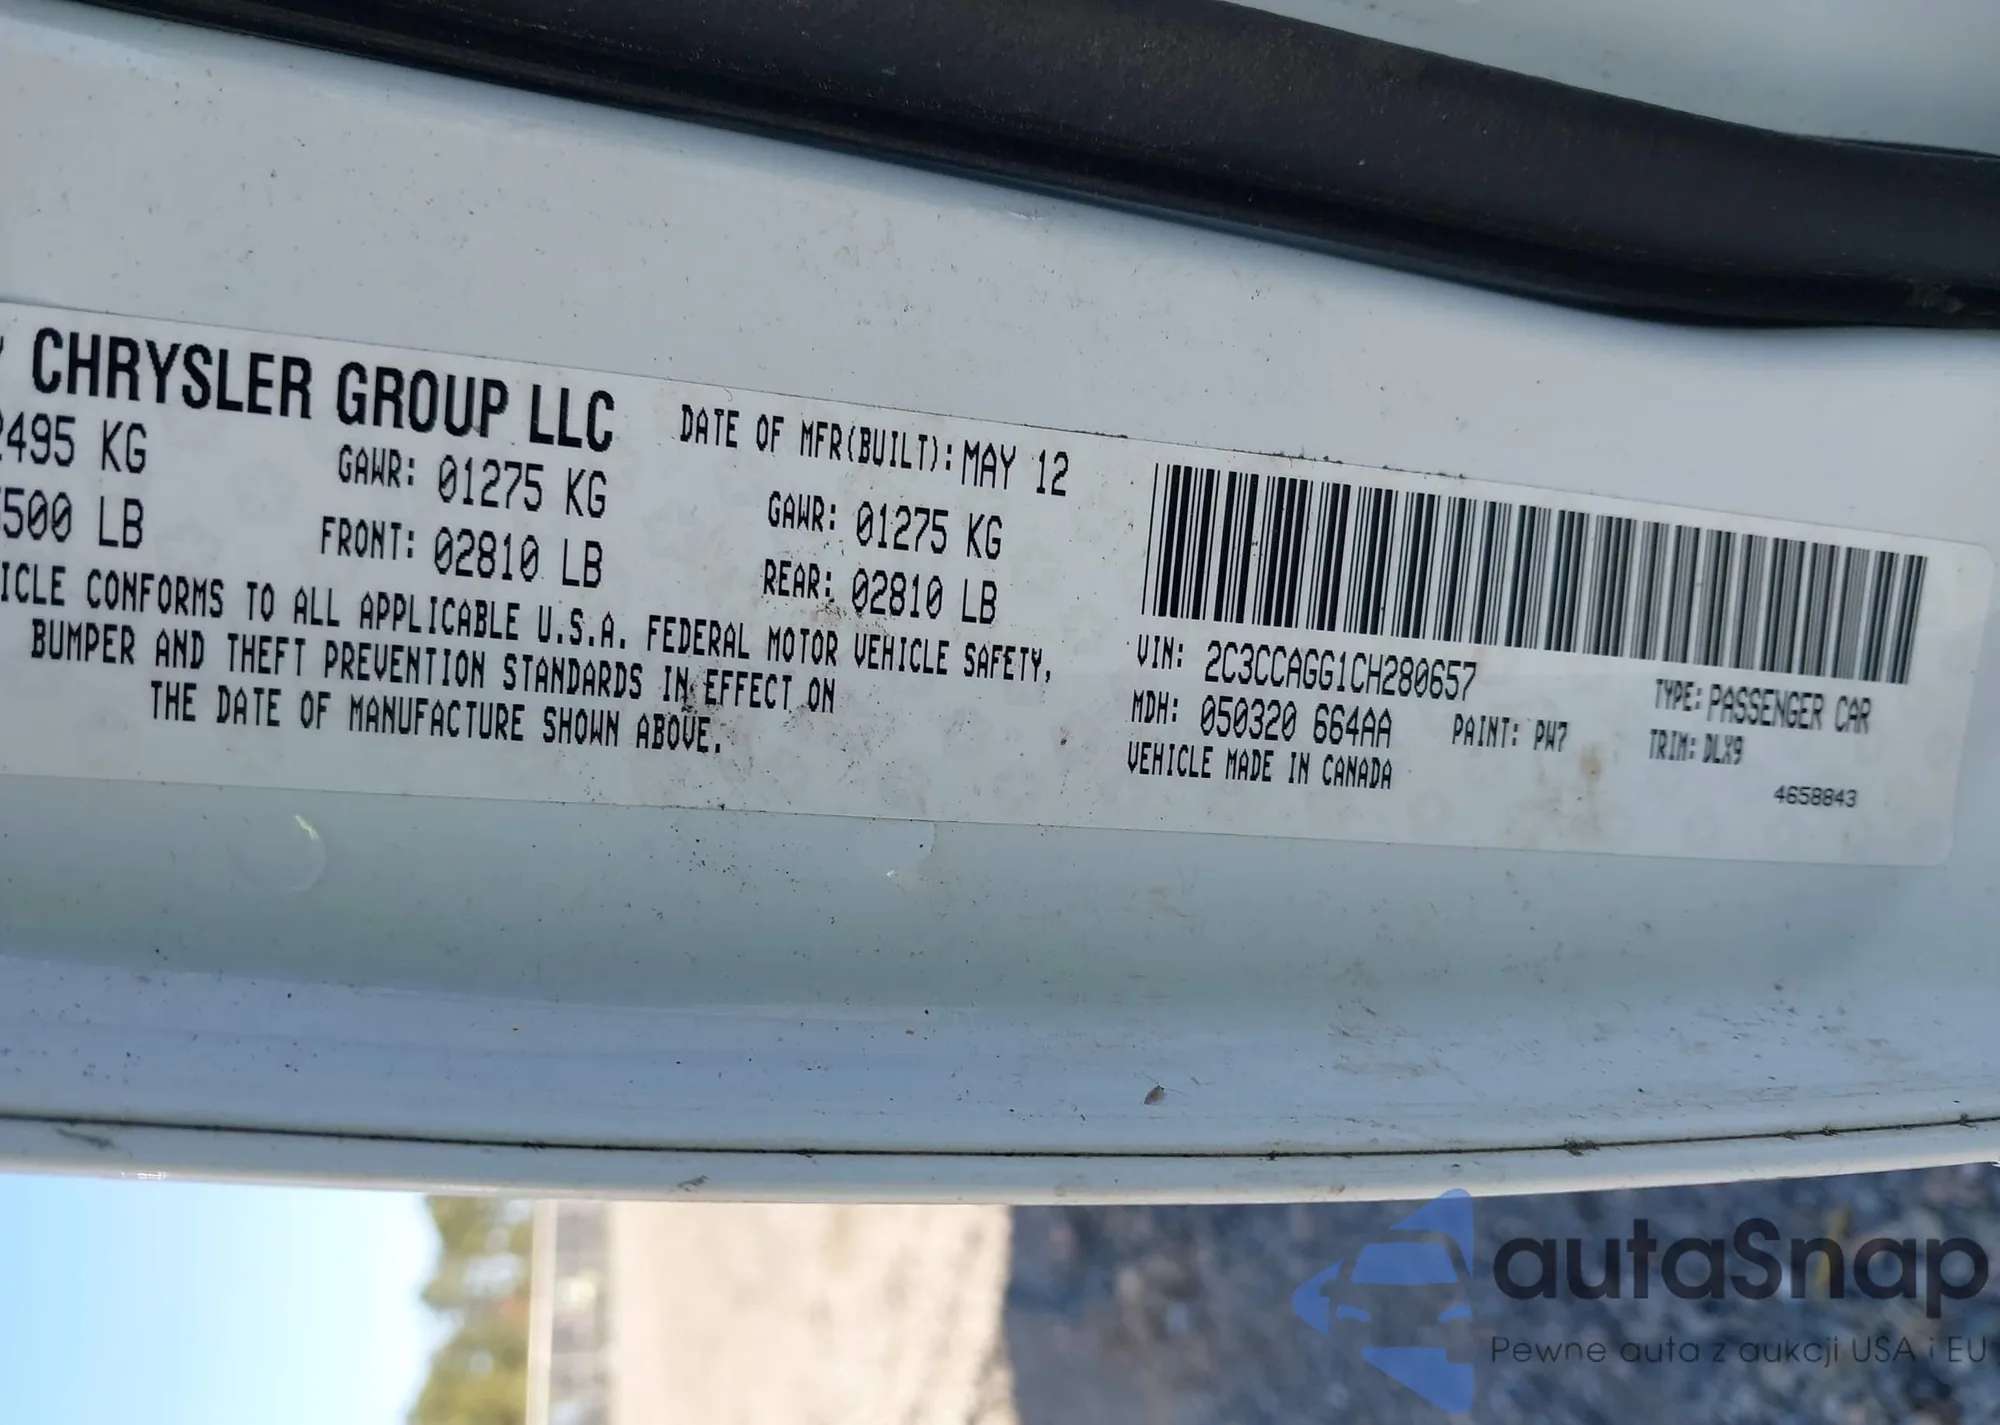 CHRYSLER GROUP LLC
DATE OF MFR(BUILT): MAY 12
495 KG
GAWR: 01275 KG
GAWR: 01275 KG
500 LB
FRONT: 02810 LB
REAR: 02810 LB
ICLE CONFORMS TO ALL APPLICABLE U.S.A. FEDERAL MOTOR VEHICLE SAFETY,
BUMPER AND THEFT PREVENTION STANDARDS IN EFFECT ON
THE DATE OF MANUFACTURE SHOWN ABOVE.
VIN: 2C3CCAGG1CH280657
TYPE: PASSENGER CAR
MDH: 050320 664AA
PAINT: PW7
TRIM: DLX9
VEHICLE MADE IN CANADA
4658843
autaSnap
Pewne auta z aukcji USA i EU